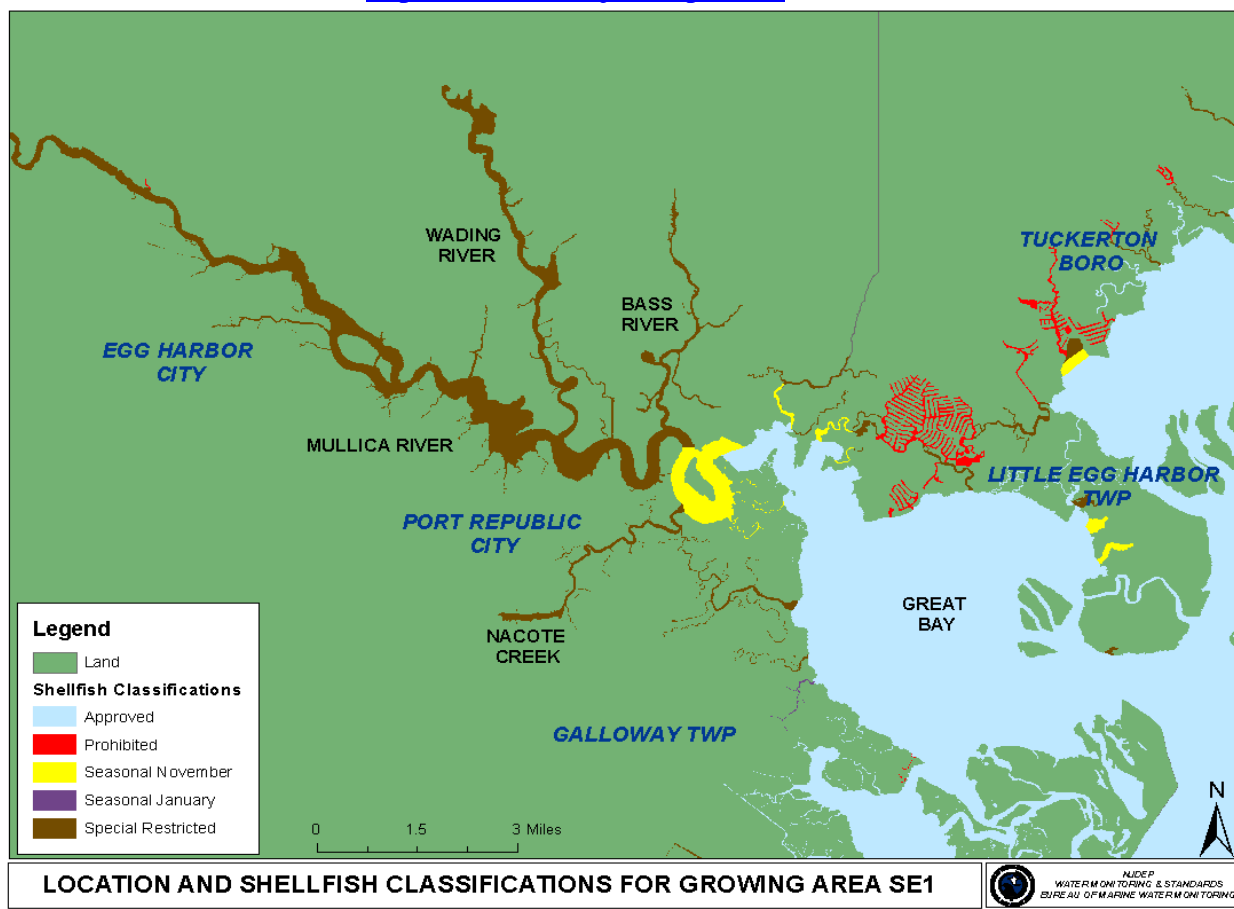 WADING
RIVER
TUCKERTON
BORO
BASS
RIVER
EGG HARBOR
CITY
MULLICA RIVER
LITTLE EGG HARBOR
TWP
PORT REPUBLIC
CITY
GREAT
BAY
NACOTE
CREEK
GALLOWAY TWP
Legend
Land
Shellfish Classifications
Approved
Prohibited
Seasonal November
Seasonal January
Special Restricted
0 1.5 3 Miles
N
LOCATION AND SHELLFISH CLASSIFICATIONS FOR GROWING AREA SE1
NJDEP
WATER MONITORING & STANDARDS
BUREAU OF MARINE WATER MONITORING